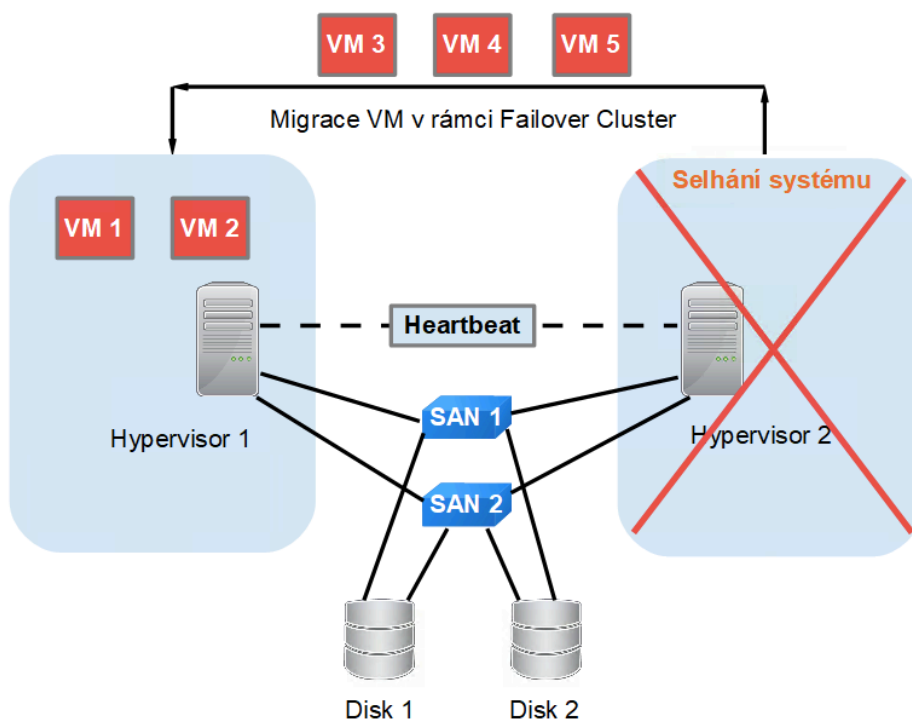 VM 3
VM 4
VM 5
Migrace VM v rámci Failover Cluster
Selhání systému
VM 1
VM 2
Heartbeat
SAN 1
Hypervisor 1
Hypervisor 2
SAN 2
Disk 1
Disk 2